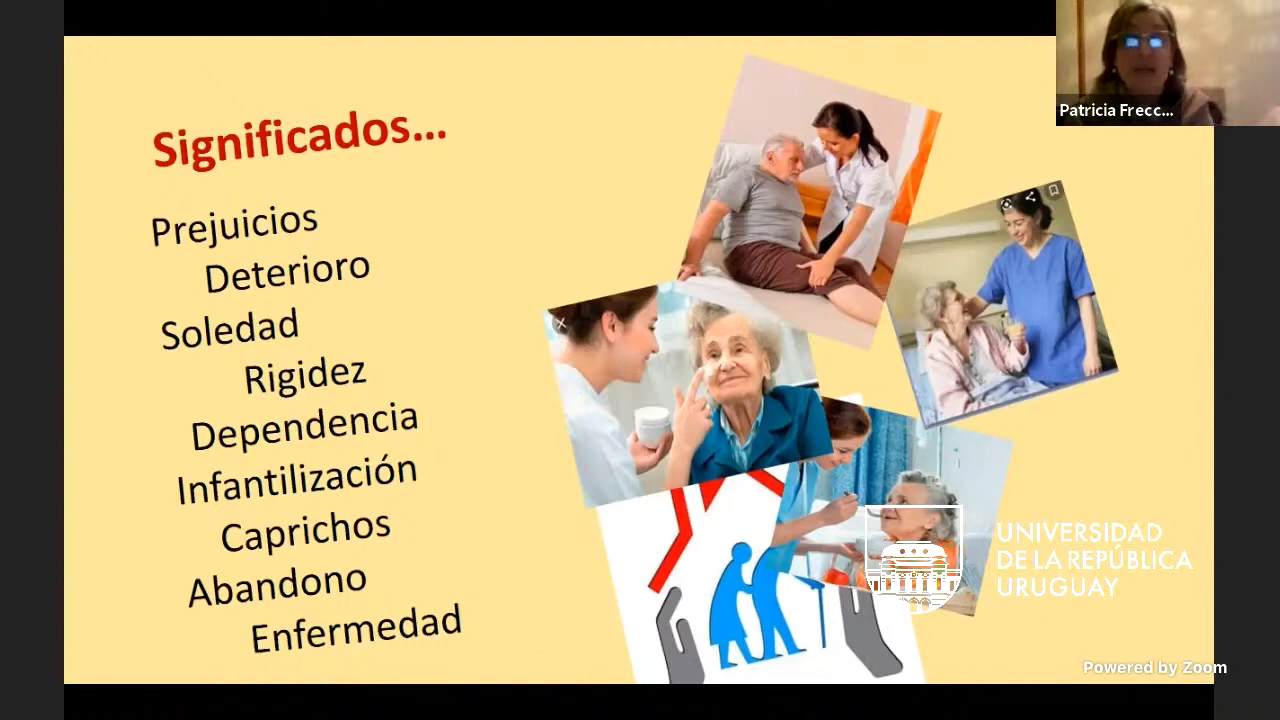 Significados...
Prejuicios
Deterioro
Soledad
Rigidez
Dependencia
Infantilización
Caprichos
Abandono
Enfermedad
Patricia Frecc...
UNIVERSIDAD
DE LA REPÚBLICA
URUGUAY
Powered by Zoom